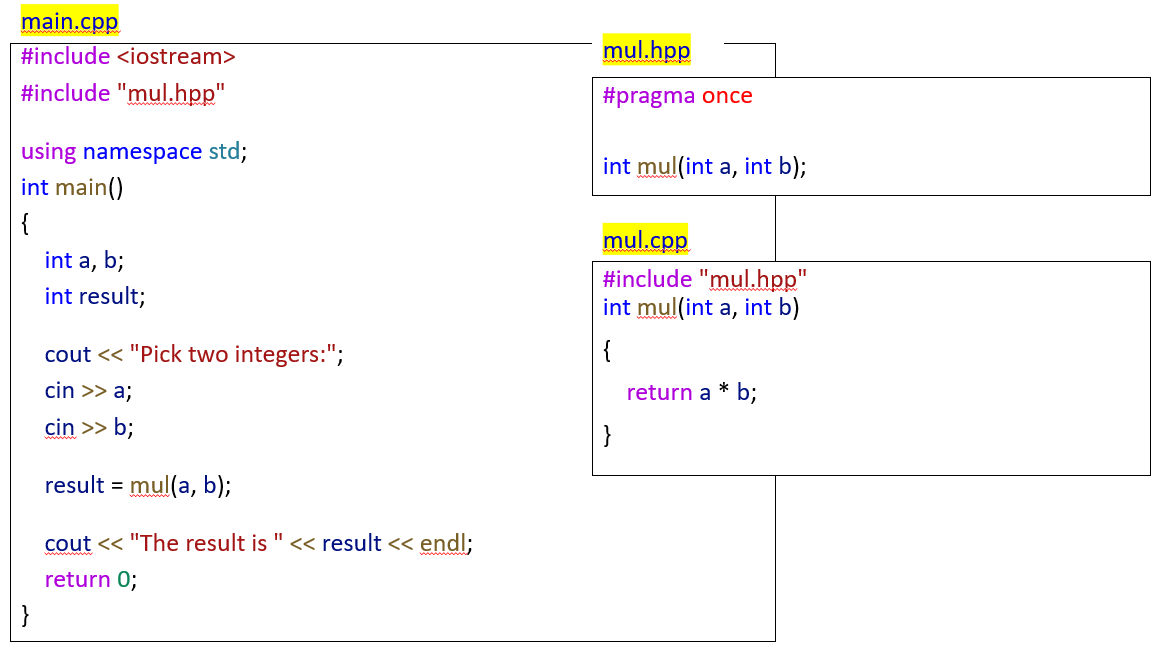 main.cpp
#include <iostream>
#include "mul.hpp"
using namespace std;
int main()
{
    int a, b;
    int result;
    cout << "Pick two integers:";
    cin >> a;
    cin >> b;
    result = mul(a, b);
    cout << "The result is " << result << endl;
    return 0;
}
mul.hpp
#pragma once
int mul(int a, int b);
mul.cpp
#include "mul.hpp"
int mul(int a, int b)
{
    return a * b;
}